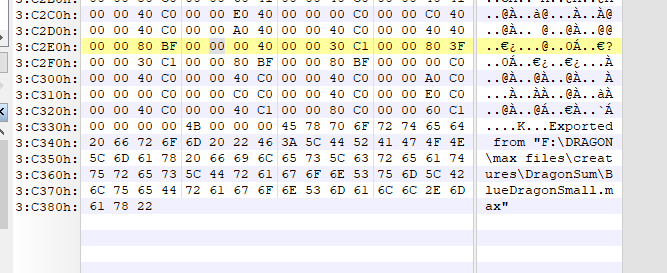 3:C2C0h: 00 00 40 C0 00 00 E0 40 00 00 00 C0 00 00 C0 40 ..@À..à@...À..À@
3:C2D0h: 00 00 40 C0 00 00 A0 40 00 00 40 C0 00 00 40 40 ..@À.. @..@À..@@
3:C2E0h: 00 00 80 BF 00 00 00 40 00 00 30 C1 00 00 80 3F ..€¿...@..0Á..€?
3:C2F0h: 00 00 30 C1 00 00 80 BF 00 00 80 BF 00 00 00 C0 ..0Á..€¿..€¿...À
3:C300h: 00 00 40 C0 00 00 40 C0 00 00 40 C0 00 00 A0 C0 ..@À..@À..@À.. À
3:C310h: 00 00 00 C0 00 00 C0 C0 00 00 40 C0 00 00 E0 C0 ...À..ÀÀ..@À..àÀ
3:C320h: 00 00 40 C0 00 00 40 C1 00 00 80 C0 00 00 60 C1 ..@À..@Á..€À..`Á
3:C330h: 00 00 00 00 4B 00 00 00 45 78 70 6F 72 74 65 64 ....K...Exported
3:C340h: 20 66 72 6F 6D 20 22 46 3A 5C 44 52 41 47 4F 4E from "F:\DRAGON
3:C350h: 5C 6D 61 78 20 66 69 6C 65 73 5C 63 72 65 61 74 \max files\creat
3:C360h: 75 72 65 73 5C 44 72 61 67 6F 6E 53 75 6D 5C 42 ures\DragonSum\B
3:C370h: 6C 75 65 44 72 61 67 6F 6E 53 6D 61 6C 6C 2E 6D lueDragonSmall.m
3:C380h: 61 78 22 ax"